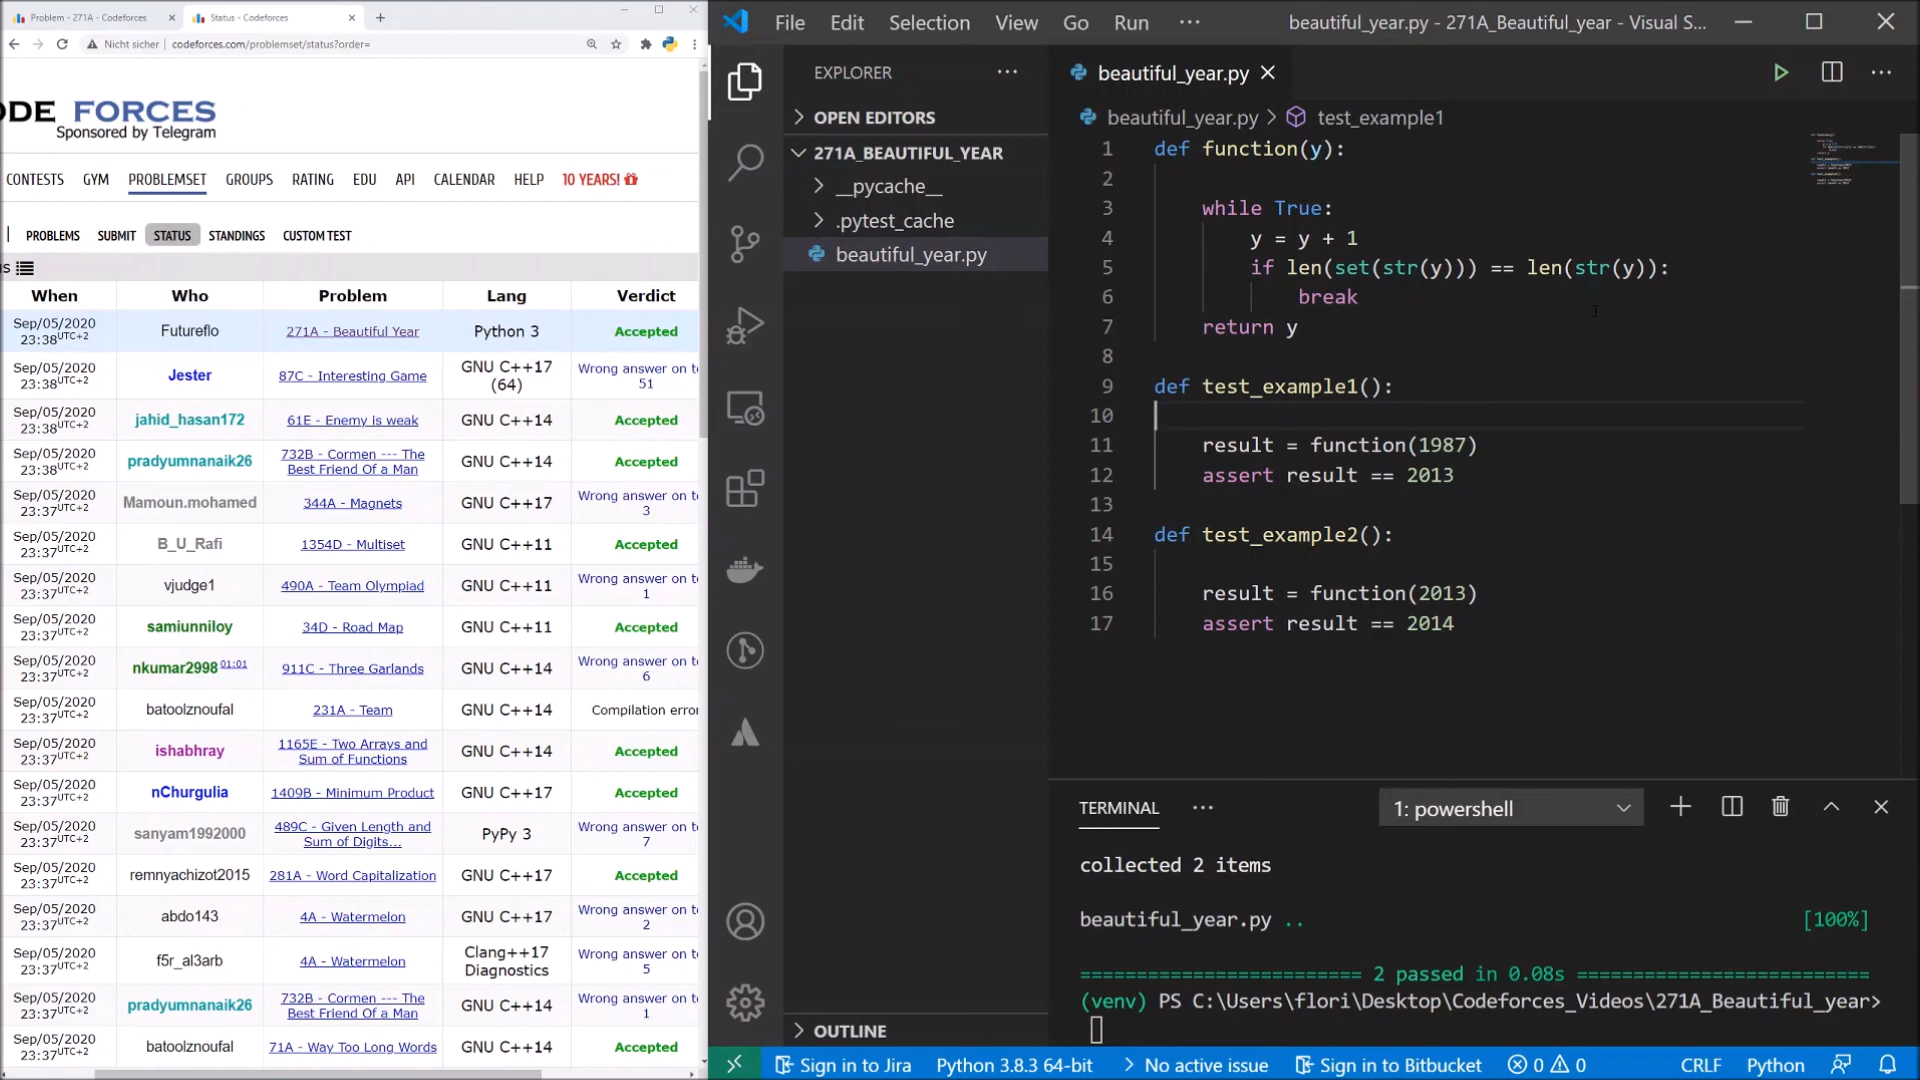 Problem - 271A - Codeforces
Status - Codeforces
Nicht sicher | codeforces.com/problemset/status?order=
ODE FORCES
Sponsored by Telegram
CONTESTS GYM PROBLEMSET GROUPS RATING EDU API CALENDAR HELP 10 YEARS!
PROBLEMS SUBMIT STATUS STANDINGS CUSTOM TEST
s
When Who Problem Lang Verdict
Sep/05/2020 23:38UTC+2 Futureflo 271A - Beautiful Year Python 3 Accepted
Sep/05/2020 23:38UTC+2 Jester 87C - Interesting Game GNU C++17 (64) Wrong answer on te 51
Sep/05/2020 23:38UTC+2 jahid_hasan172 61E - Enemy is weak GNU C++14 Accepted
Sep/05/2020 23:38UTC+2 pradyumnanaik26 732B - Cormen --- The Best Friend Of a Man GNU C++14 Accepted
Sep/05/2020 23:37UTC+2 Mamoun.mohamed 344A - Magnets GNU C++17 Wrong answer on te 3
Sep/05/2020 23:37UTC+2 B_U_Rafi 1354D - Multiset GNU C++11 Accepted
Sep/05/2020 23:37UTC+2 vjudge1 490A - Team Olympiad GNU C++11 Wrong answer on te 1
Sep/05/2020 23:37UTC+2 samiunniloy 34D - Road Map GNU C++11 Accepted
Sep/05/2020 23:37UTC+2 nkumar2998 01:01 911C - Three Garlands GNU C++14 Wrong answer on te 6
Sep/05/2020 23:37UTC+2 batoolznoufal 231A - Team GNU C++14 Compilation error
Sep/05/2020 23:37UTC+2 ishabhray 1165E - Two Arrays and Sum of Functions GNU C++14 Accepted
Sep/05/2020 23:37UTC+2 nChurgulia 1409B - Minimum Product GNU C++17 Accepted
Sep/05/2020 23:37UTC+2 sanyam1992000 489C - Given Length and Sum of Digits... PyPy 3 Wrong answer on te 7
Sep/05/2020 23:37UTC+2 remnyachizot2015 281A - Word Capitalization GNU C++17 Accepted
Sep/05/2020 23:37UTC+2 abdo143 4A - Watermelon GNU C++17 Wrong answer on te 2
Sep/05/2020 23:37UTC+2 f5r_al3arb 4A - Watermelon Clang++17 Diagnostics Wrong answer on te 5
Sep/05/2020 23:37UTC+2 pradyumnanaik26 732B - Cormen --- The Best Friend Of a Man GNU C++14 Wrong answer on te 1
Sep/05/2020 23:37UTC+2 batoolznoufal 71A - Way Too Long Words GNU C++14 Accepted
File Edit Selection View Go Run ··· beautiful_year.py - 271A_Beautiful_year - Visual S...
EXPLORER ···
OPEN EDITORS
271A_BEAUTIFUL_YEAR
__pycache__
.pytest_cache
beautiful_year.py
OUTLINE
beautiful_year.py
beautiful_year.py > test_example1
1 def function(y):
2
3 while True:
4 y = y + 1
5 if len(set(str(y))) == len(str(y)):
6 break
7 return y
8
9 def test_example1():
10
11 result = function(1987)
12 assert result == 2013
13
14 def test_example2():
15
16 result = function(2013)
17 assert result == 2014
TERMINAL ··· 1: powershell
collected 2 items
beautiful_year.py .. [100%]
========================== 2 passed in 0.08s ==========================
(venv) PS C:\Users\flori\Desktop\Codeforces_Videos\271A_Beautiful_year>
Sign in to Jira Python 3.8.3 64-bit > No active issue Sign in to Bitbucket 0 0 CRLF Python